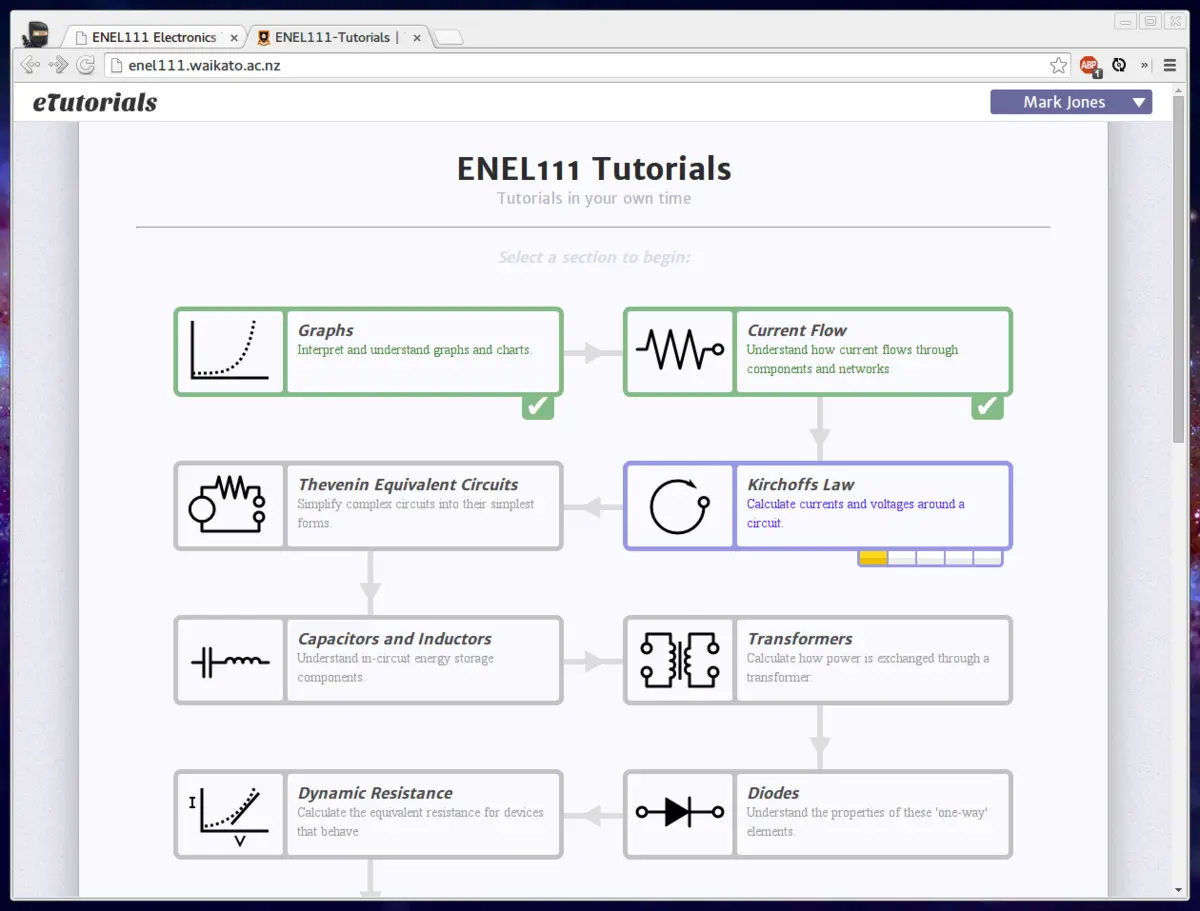 ENEL111 Electronics
ENEL111-Tutorials |
enel111.waikato.ac.nz
ABP
1
»
eTutorials
Mark Jones
ENEL111 Tutorials
Tutorials in your own time
Select a section to begin:
Graphs
Interpret and understand graphs and charts.
Current Flow
Understand how current flows through
components and networks
Thevenin Equivalent Circuits
Simplify complex circuits into their simplest
forms.
Kirchoffs Law
Calculate currents and voltages around a
circuit.
Capacitors and Inductors
Understand in-circuit energy storage
components.
Transformers
Calculate how power is exchanged through a
transformer.
I
V
Dynamic Resistance
Calculate the equivalent resistance for devices
that behave
Diodes
Understand the properties of these 'one-way'
elements.